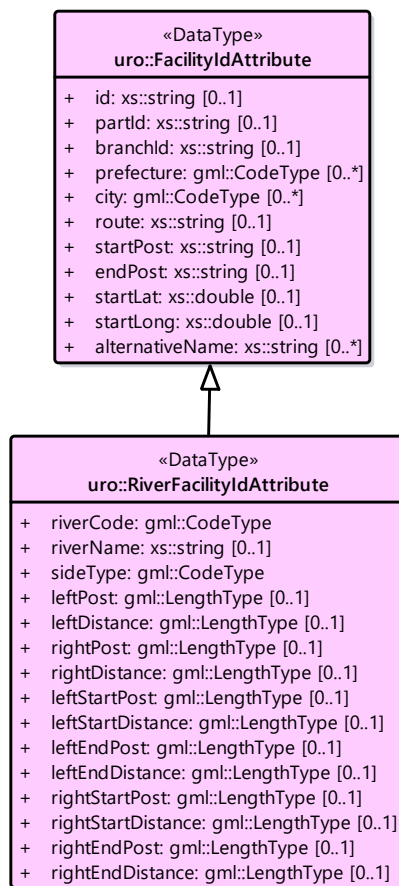 «DataType»
uro::FacilityIdAttribute
+ id: xs::string [0..1]
+ partId: xs::string [0..1]
+ branchId: xs::string [0..1]
+ prefecture: gml::CodeType [0..*]
+ city: gml::CodeType [0..*]
+ route: xs::string [0..1]
+ startPost: xs::string [0..1]
+ endPost: xs::string [0..1]
+ startLat: xs::double [0..1]
+ startLong: xs::double [0..1]
+ alternativeName: xs::string [0..*]
«DataType»
uro::RiverFacilityIdAttribute
+ riverCode: gml::CodeType
+ riverName: xs::string [0..1]
+ sideType: gml::CodeType
+ leftPost: gml::LengthType [0..1]
+ leftDistance: gml::LengthType [0..1]
+ rightPost: gml::LengthType [0..1]
+ rightDistance: gml::LengthType [0..1]
+ leftStartPost: gml::LengthType [0..1]
+ leftStartDistance: gml::LengthType [0..1]
+ leftEndPost: gml::LengthType [0..1]
+ leftEndDistance: gml::LengthType [0..1]
+ rightStartPost: gml::LengthType [0..1]
+ rightStartDistance: gml::LengthType [0..1]
+ rightEndPost: gml::LengthType [0..1]
+ rightEndDistance: gml::LengthType [0..1]